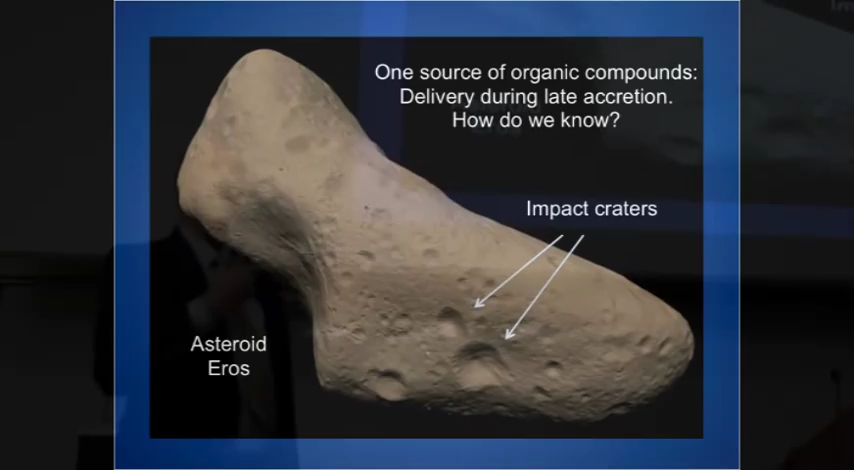 One source of organic compounds:
Delivery during late accretion.
How do we know?
Impact craters
Asteroid
Eros